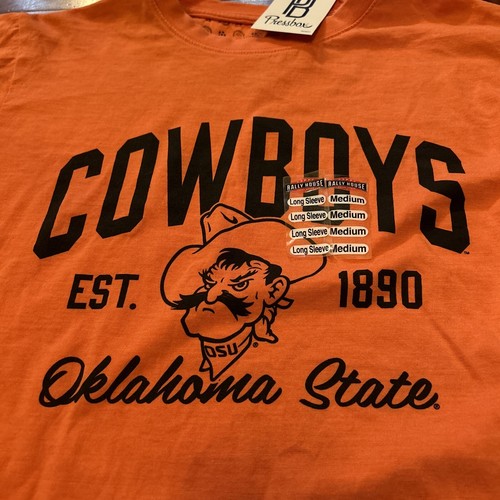 PB
Pressbox
COWBOYS
RALLY HOUSE RALLY HOUSE
Long Sleeve Medium
Long Sleeve Medium
Long Sleeve Medium
Long Sleeve Medium
EST. 1890
OSU
Oklahoma State